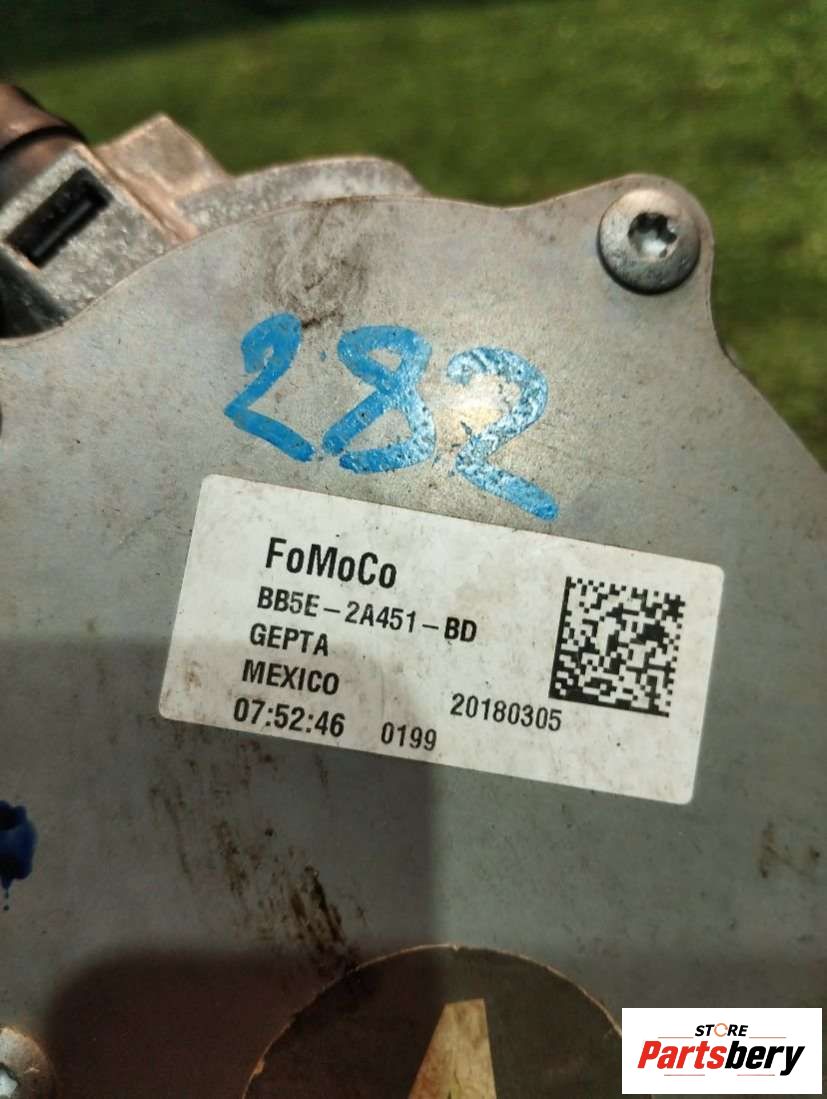 282
FoMoCo
BB5E-2A451-BD
GEPTA
MEXICO
07:52:46 0199 20180305
STORE
Partsbery